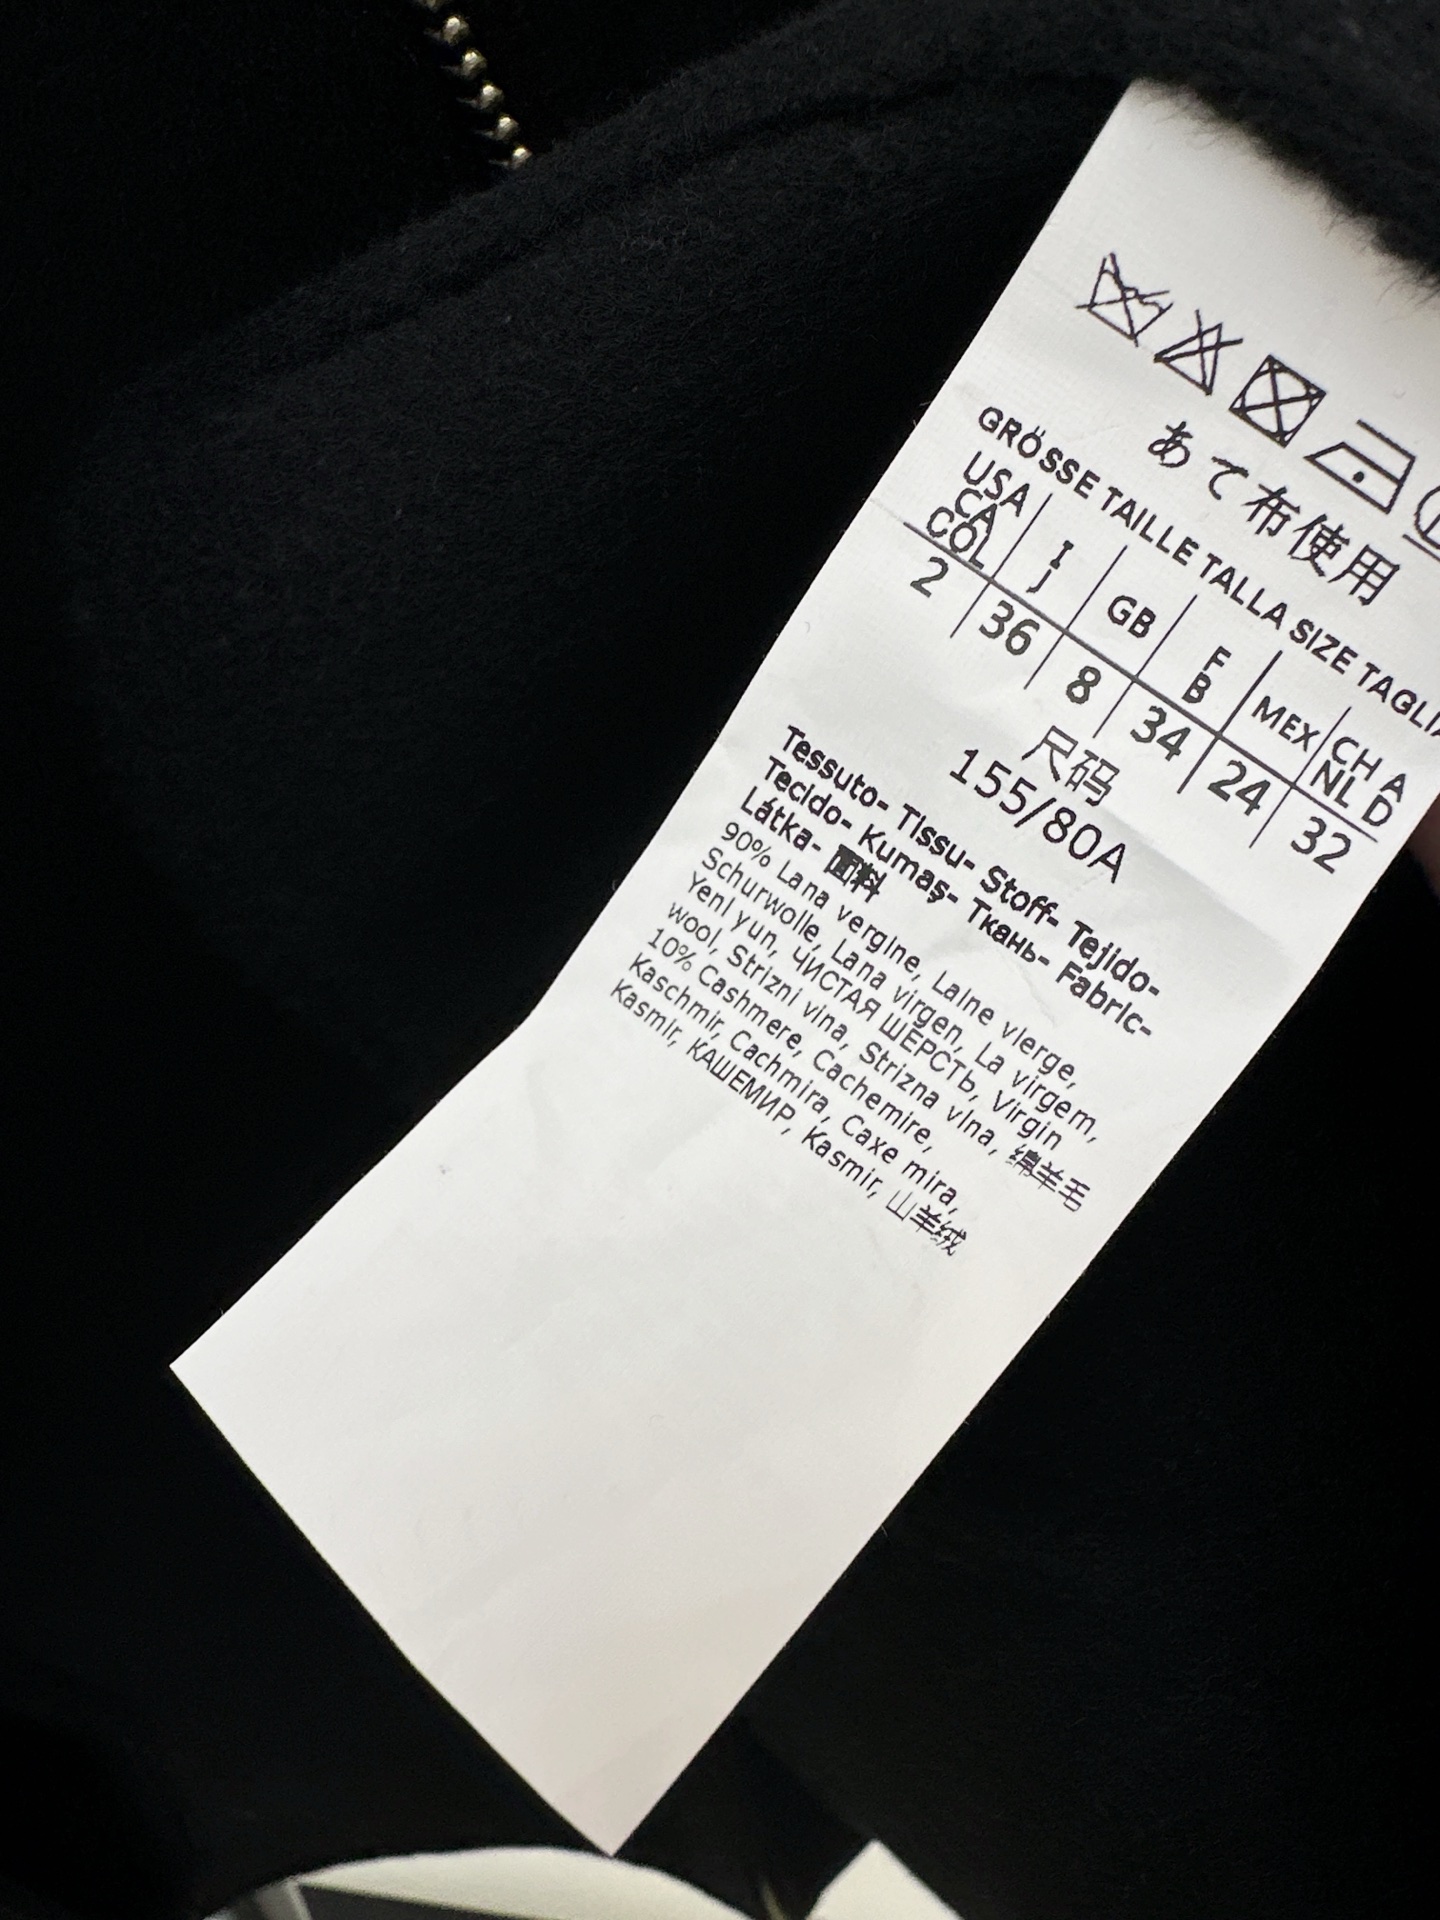 あて布使用
GRÖSSE TAILLE TALLA SIZE TAGLIA
USA CA COL | I J | GB | F B | MEX | CH A NL D
2 | 36 | 8 | 34 | 24 | 32
尺码
155/80A
Tessuto- Tissu- Stoff- Tejido-
Tecido- Kumaş- Ткань- Fabric-
Látka- 面料
90% Lana vergine, Laine vierge,
Schurwolle, Lana virgen, La virgem,
Yeni yun, ЧИСТАЯ ШЕРСТЬ, Virgin
wool, Strizni vina, Strizna vlna, 绵羊毛
10% Cashmere, Cachemire,
Kaschmir, Cachmira, Caxe mira,
Kasmir, КАШЕМИР, Kasmir, 山羊绒